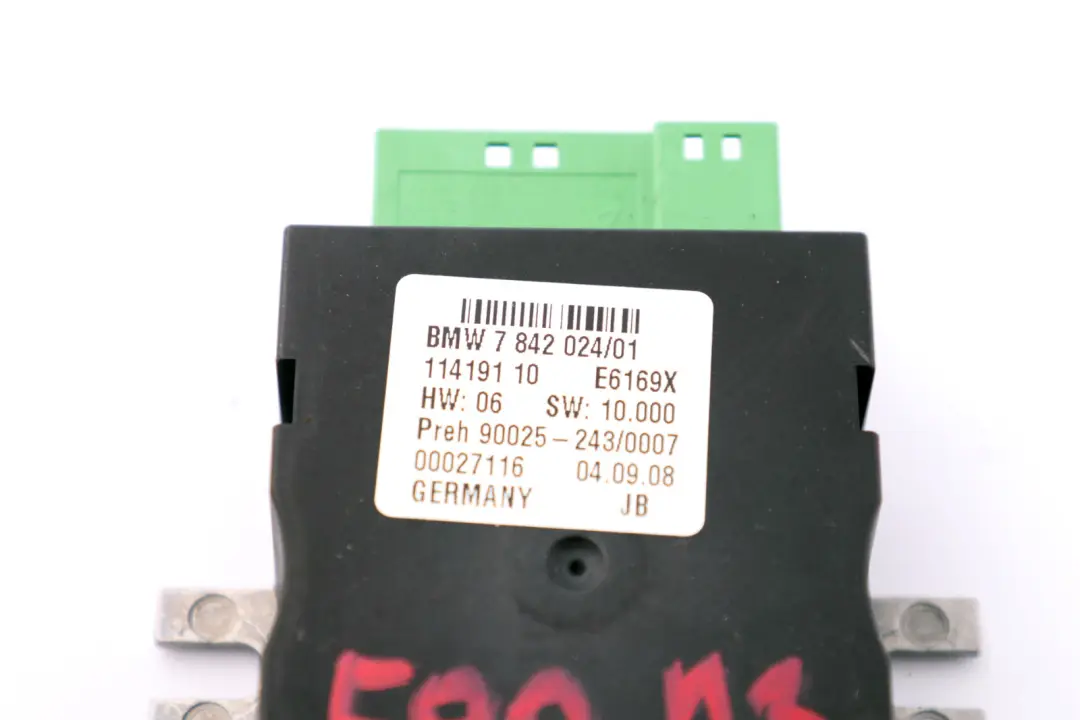 BMW 7 842 024/01
114191 10 E6169X
HW: 06 SW: 10.000
Preh 90025-243/0007
00027116 04.09.08
GERMANY JB